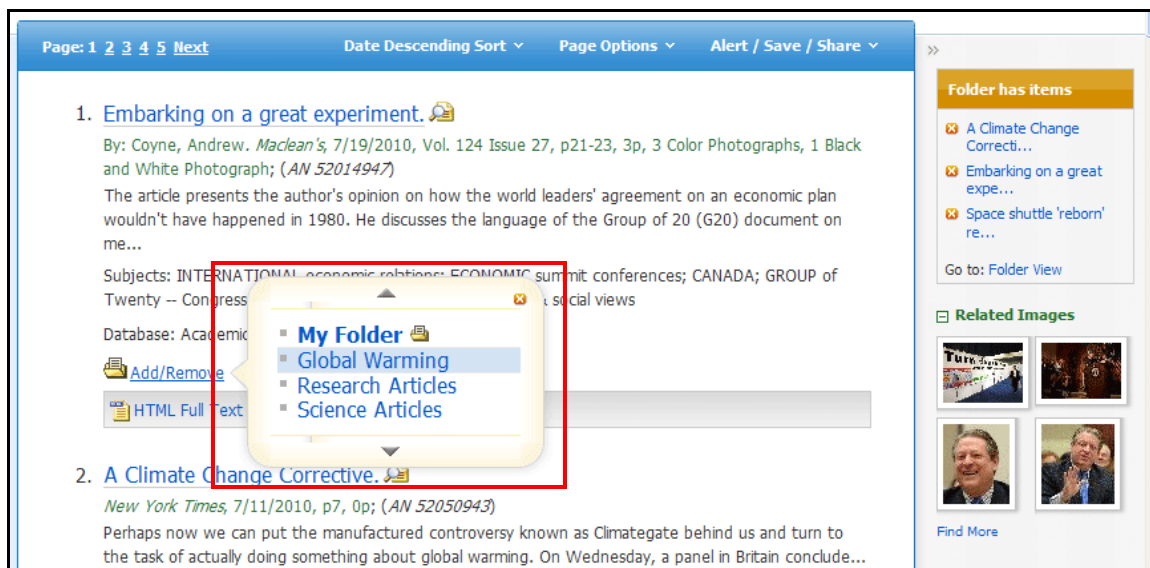 Page: 1 2 3 4 5 Next Date Descending Sort Page Options Alert / Save / Share
1. Embarking on a great experiment.
By: Coyne, Andrew. Maclean's, 7/19/2010, Vol. 124 Issue 27, p21-23, 3p, 3 Color Photographs, 1 Black
and White Photograph; (AN 52014947)
The article presents the author's opinion on how the world leaders' agreement on an economic plan
wouldn't have happened in 1980. He discusses the language of the Group of 20 (G20) document on
me...
Subjects: INTERNATIONAL economic relations; ECONOMIC summit conferences; CANADA; GROUP of
Twenty -- Congress & social views
Database: Academic
Add/Remove
HTML Full Text
My Folder
Global Warming
Research Articles
Science Articles
2. A Climate Change Corrective.
New York Times, 7/11/2010, p7, 0p; (AN 52050943)
Perhaps now we can put the manufactured controversy known as Climategate behind us and turn to
the task of actually doing something about global warming. On Wednesday, a panel in Britain conclude...
»
Folder has items
A Climate Change
Correcti...
Embarking on a great
expe...
Space shuttle 'reborn'
re...
Go to: Folder View
Related Images
Find More